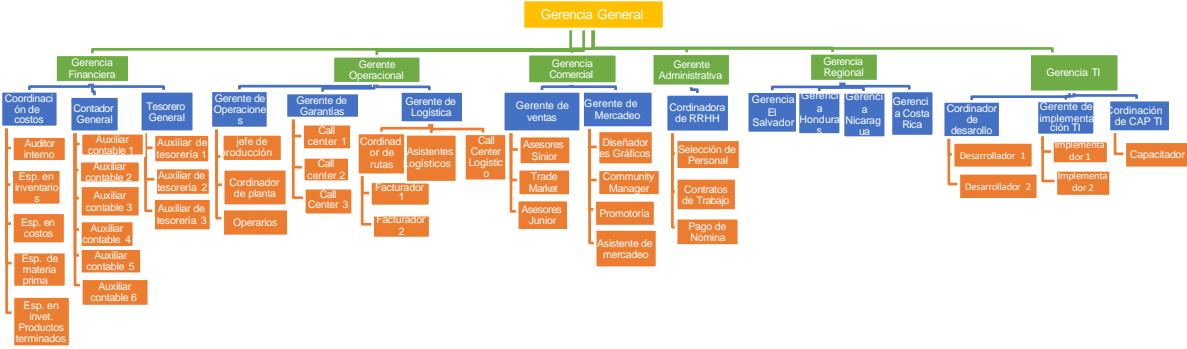 Gerencia General
Gerencia
Financiera
Gerente
Operacional
Gerencia
Comercial
Gerente
Administrativa
Gerencia
Regional
Gerencia TI
Coordinac
ión de
costos
Contador
General
Tesorero
General
Gerente de
Operacione
s
Gerente de
Garantías
Gerente de
Logística
Gerente de
ventas
Gerente de
Mercadeo
Cordinadora
de RRHH
Gerencia
El
Salvador
Gerenci
a
Hondur
as
Gerenci
a
Nicarag
ua
Gerenci
a Costa
Rica
Cordinador
de
desarollo
Gerente de
implementa
ción TI
Cordinación
de CAP TI
Auditor
interno
Esp. en
inventario
s
Esp. en
costos
Esp. de
materia
prima
Esp. en
invet.
Productos
terminados
Auxiliar
contable 1
Auxiliar
contable 2
Auxiliar
contable 3
Auxiliar
contable 4
Auxiliar
contable 5
Auxiliar
contable 6
Auxiliar de
tesorería 1
Auxiliar de
tesorería 2
Auxiliar de
tesorería 3
jefe de
producción
Cordinador
de planta
Operarios
Call
center 1
Call
center 2
Call
Center 3
Cordinad
or de
rutas
Facturador
1
Facturador
2
Asistentes
Logísticos
Call
Center
Logístic
o
Asesores
Sinior
Trade
Market
Asesores
Junior
Diseñador
es Gráficos
Community
Manager
Promotoría
Asistente de
mercadeo
Selección de
Personal
Contratos
de Trabajo
Pago de
Nómina
Desarrollador 1
Desarrollador 2
Implementa
dor 1
Implementa
dor 2
Capacitador